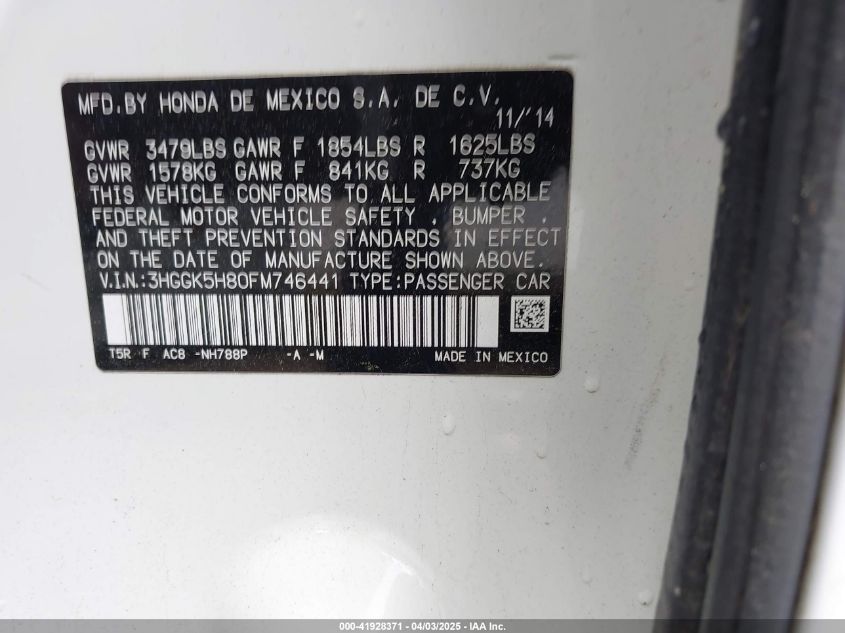 MFD.BY HONDA DE MEXICO S.A. DE C.V.
11/'14
GVWR 3479LBS GAWR F 1854LBS R 1625LBS
GVWR 1578KG GAWR F 841KG R 737KG
THIS VEHICLE CONFORMS TO ALL APPLICABLE
FEDERAL MOTOR VEHICLE SAFETY , BUMPER ,
AND THEFT PREVENTION STANDARDS IN EFFECT
ON THE DATE OF MANUFACTURE SHOWN ABOVE.
V.I.N.:3HGGK5H80FM746441 TYPE:PASSENGER CAR
T5R F AC8 -NH788P -A -M MADE IN MEXICO
000-41928371 | 04/03/2025 | IAA Inc.